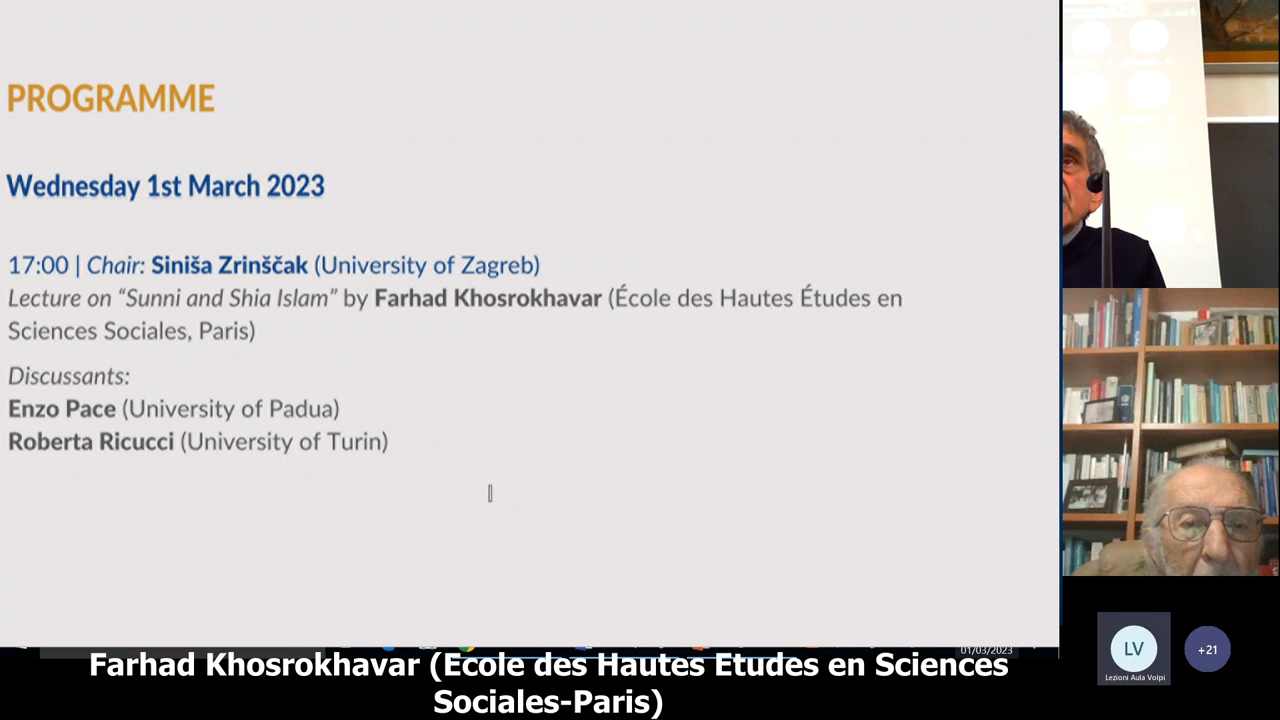 PROGRAMME
Wednesday 1st March 2023
17:00 | Chair: Siniša Zrinščak (University of Zagreb)
Lecture on “Sunni and Shia Islam” by Farhad Khosrokhavar (École des Hautes Études en
Sciences Sociales, Paris)
Discussants:
Enzo Pace (University of Padua)
Roberta Ricucci (University of Turin)
01/03/2023
LV
+21
Lezioni Aula Volpi
Farhad Khosrokhavar (Ecole des Hautes Etudes en Sciences
Sociales-Paris)